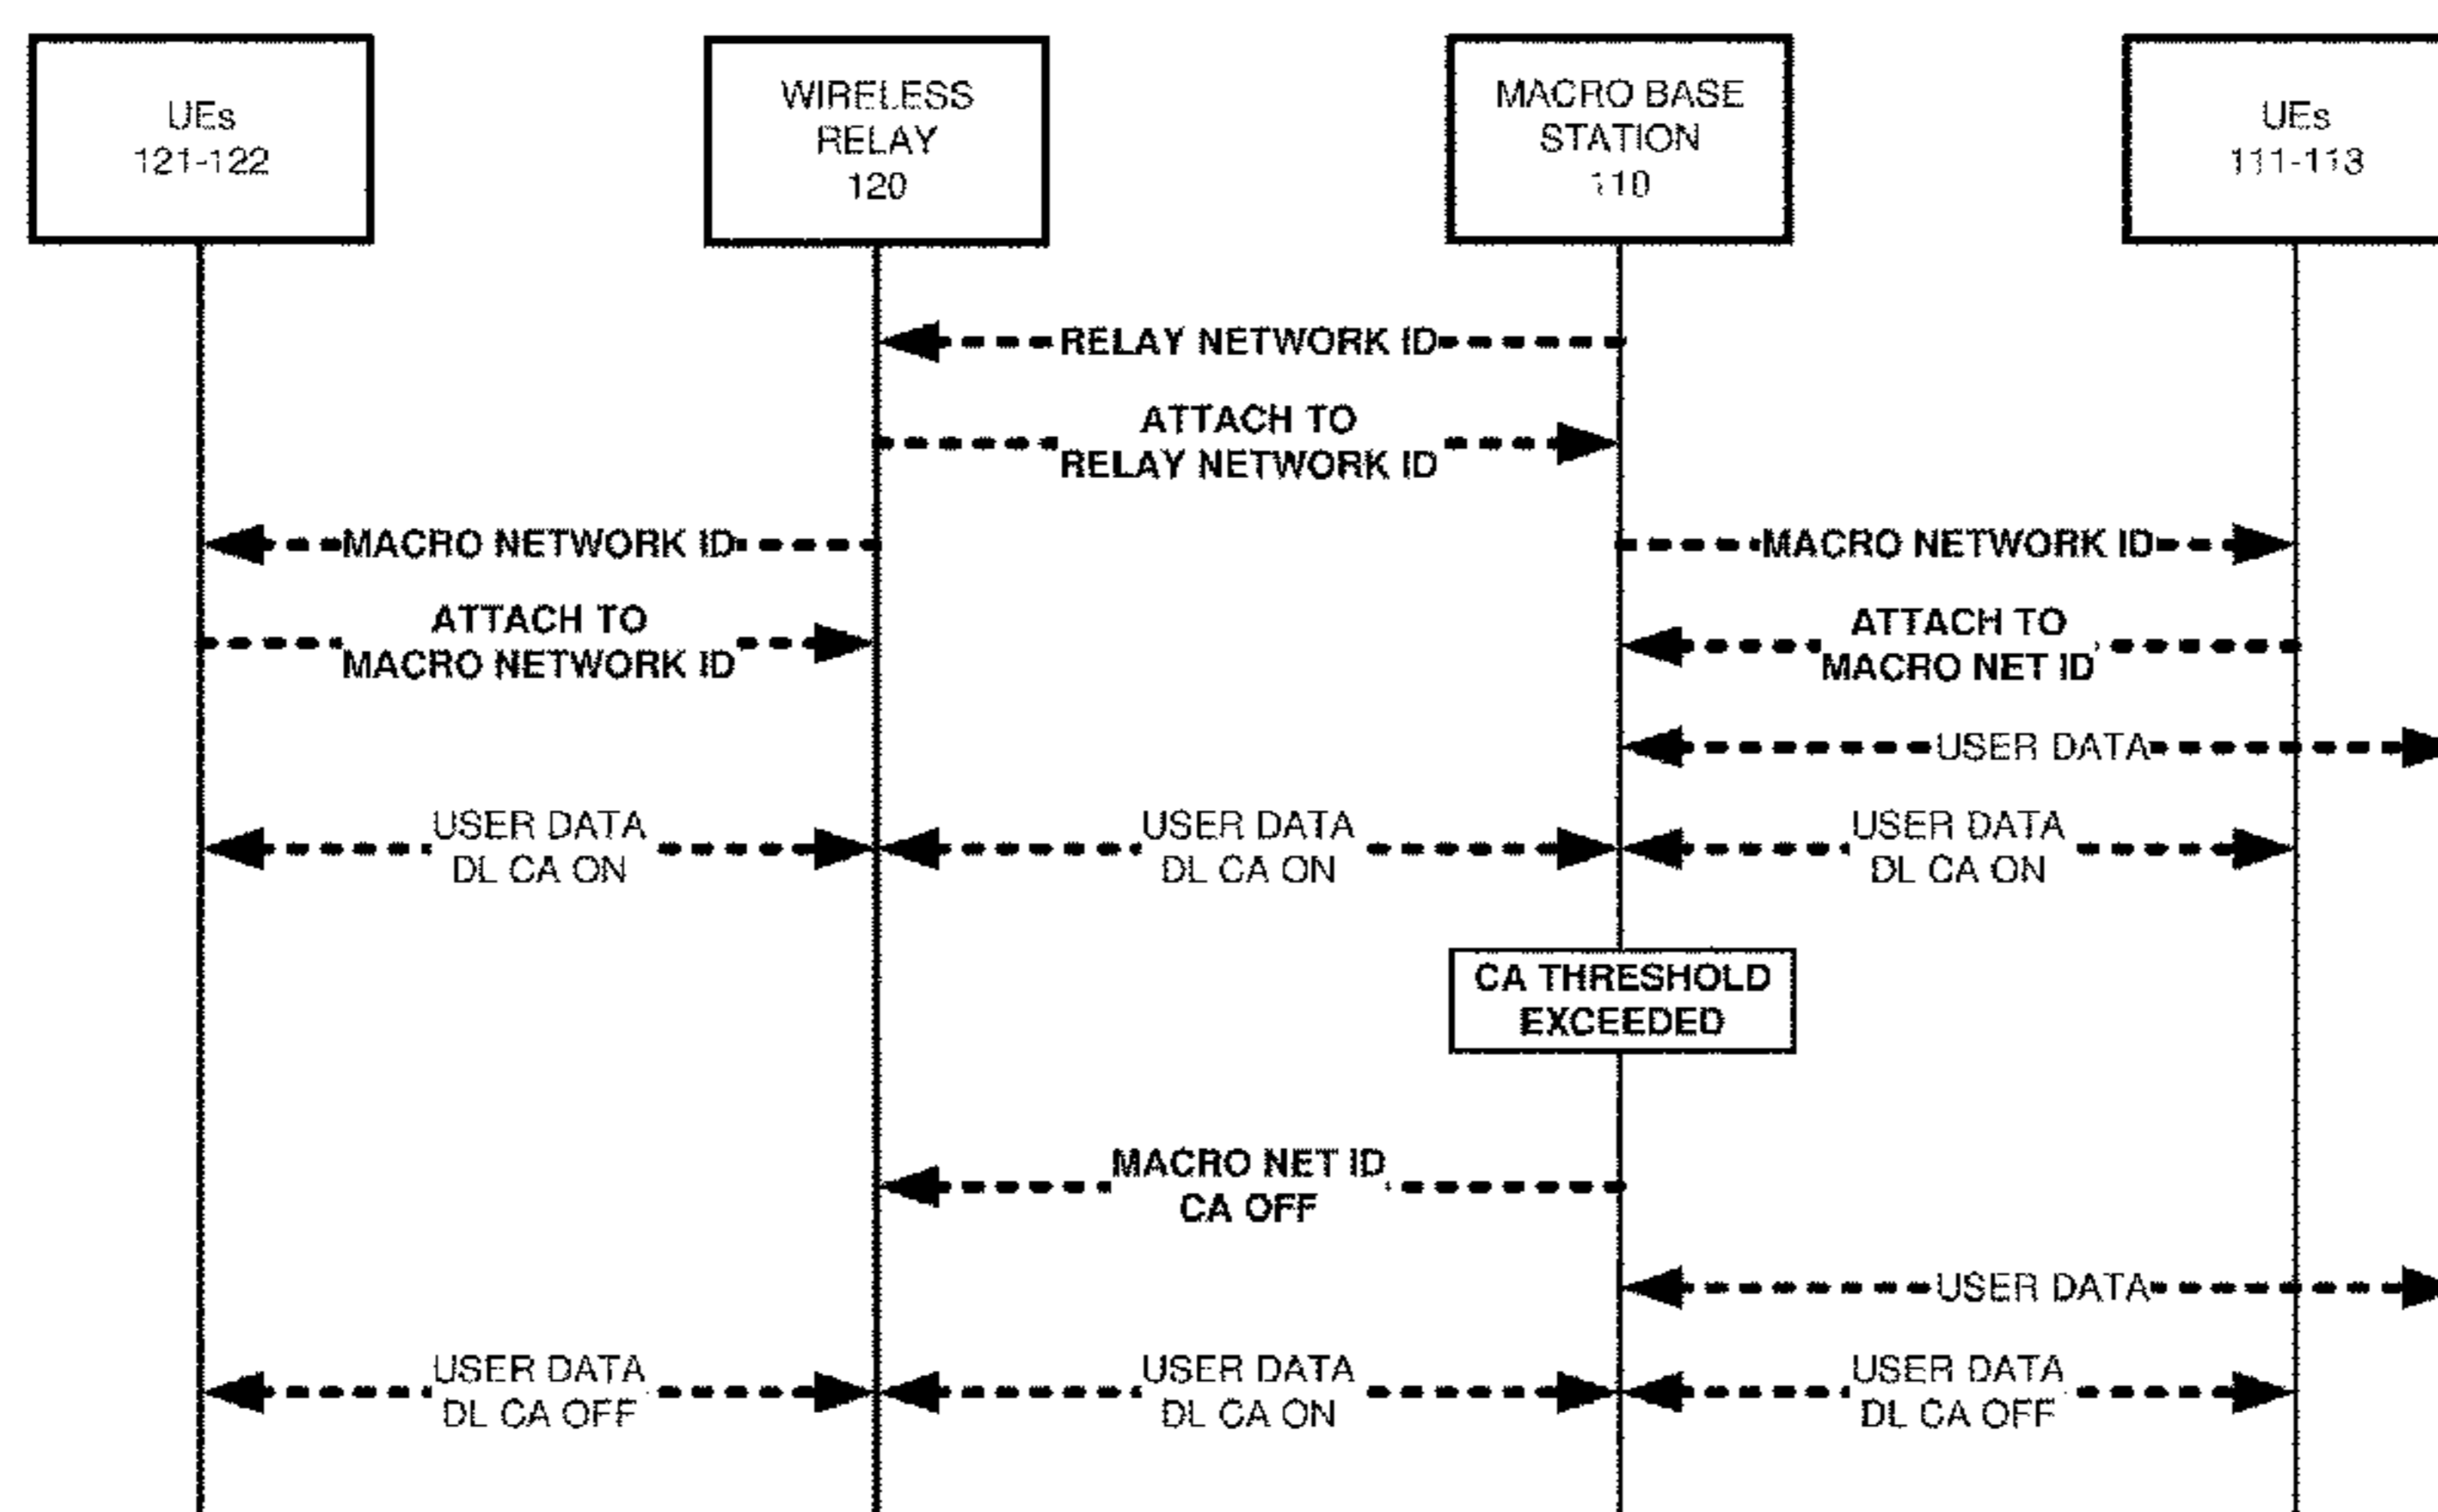 UEs
121-122
WIRELESS
RELAY
120
MACRO BASE
STATION
110
UEs
111-113
RELAY NETWORK ID
ATTACH TO
RELAY NETWORK ID
MACRO NETWORK ID
MACRO NETWORK ID
ATTACH TO
MACRO NETWORK ID
ATTACH TO
MACRO NET ID
USER DATA
USER DATA
DL CA ON
USER DATA
DL CA ON
USER DATA
DL CA ON
CA THRESHOLD
EXCEEDED
MACRO NET ID
CA OFF
USER DATA
USER DATA
DL CA OFF
USER DATA
DL CA ON
USER DATA
DL CA OFF